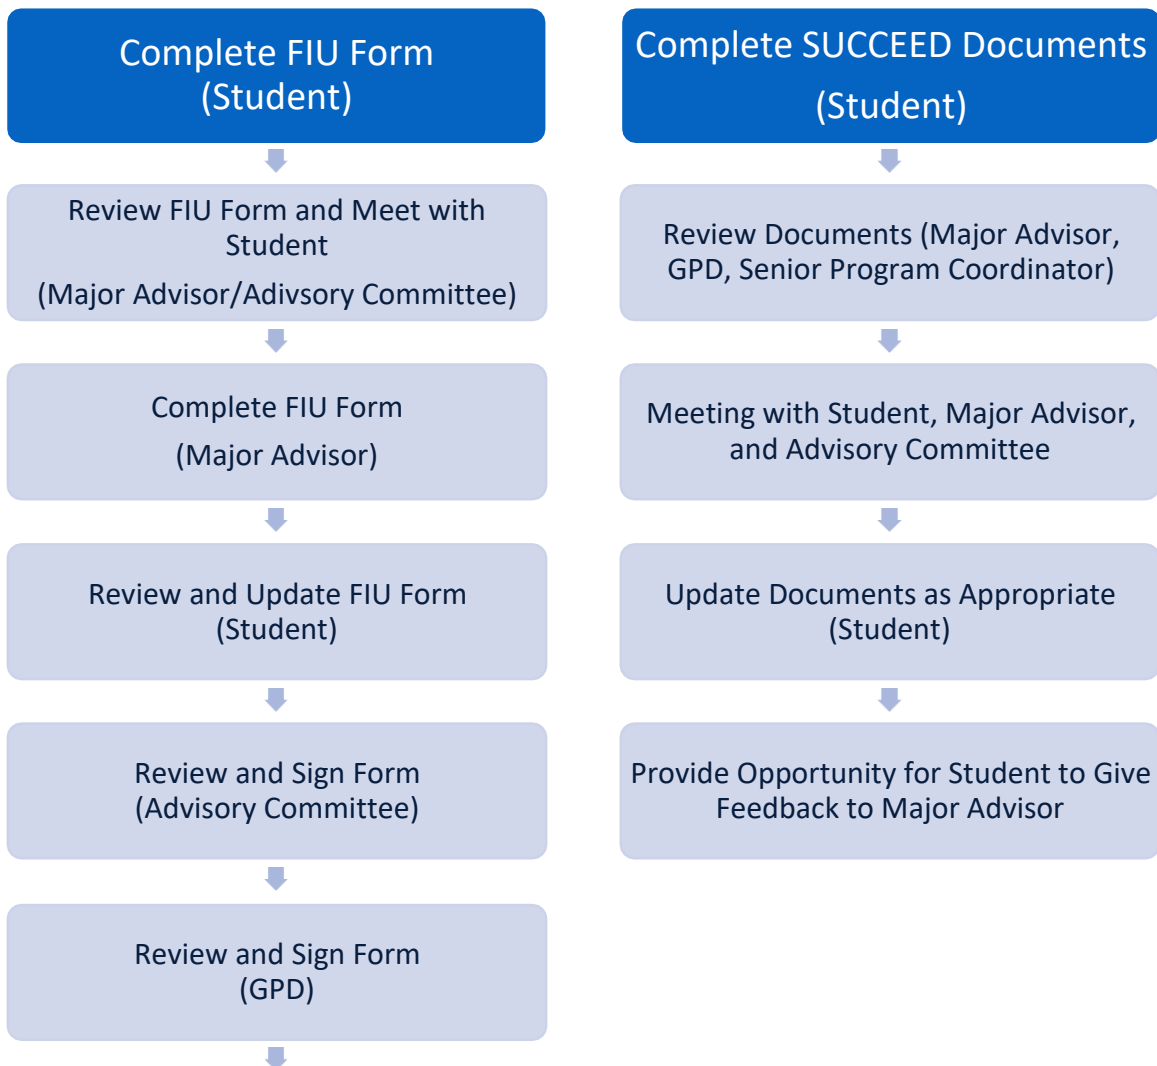 Complete FIU Form
(Student)
Review FIU Form and Meet with
Student
(Major Advisor/Adivsory Committee)
Complete FIU Form
(Major Advisor)
Review and Update FIU Form
(Student)
Review and Sign Form
(Advisory Committee)
Review and Sign Form
(GPD)
Complete SUCCEED Documents
(Student)
Review Documents (Major Advisor,
GPD, Senior Program Coordinator)
Meeting with Student, Major Advisor,
and Advisory Committee
Update Documents as Appropriate
(Student)
Provide Opportunity for Student to Give
Feedback to Major Advisor